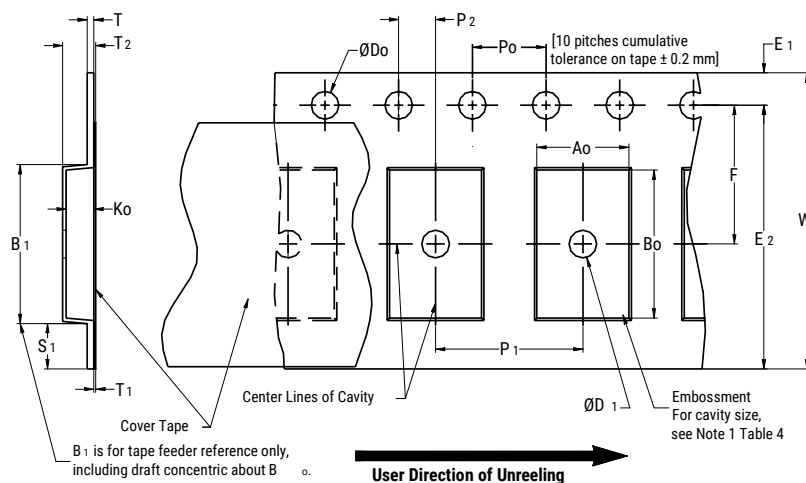 T
T2
P2
ØDo
Po
[10 pitches cumulative
tolerance on tape ± 0.2 mm]
E1
Ao
F
W
Ko
B1
Bo
E2
S1
P1
T1
Center Lines of Cavity
ØD 1
Embossment
For cavity size,
see Note 1 Table 4
Cover Tape
B1 is for tape feeder reference only,
including draft concentric about B o.
User Direction of Unreeling